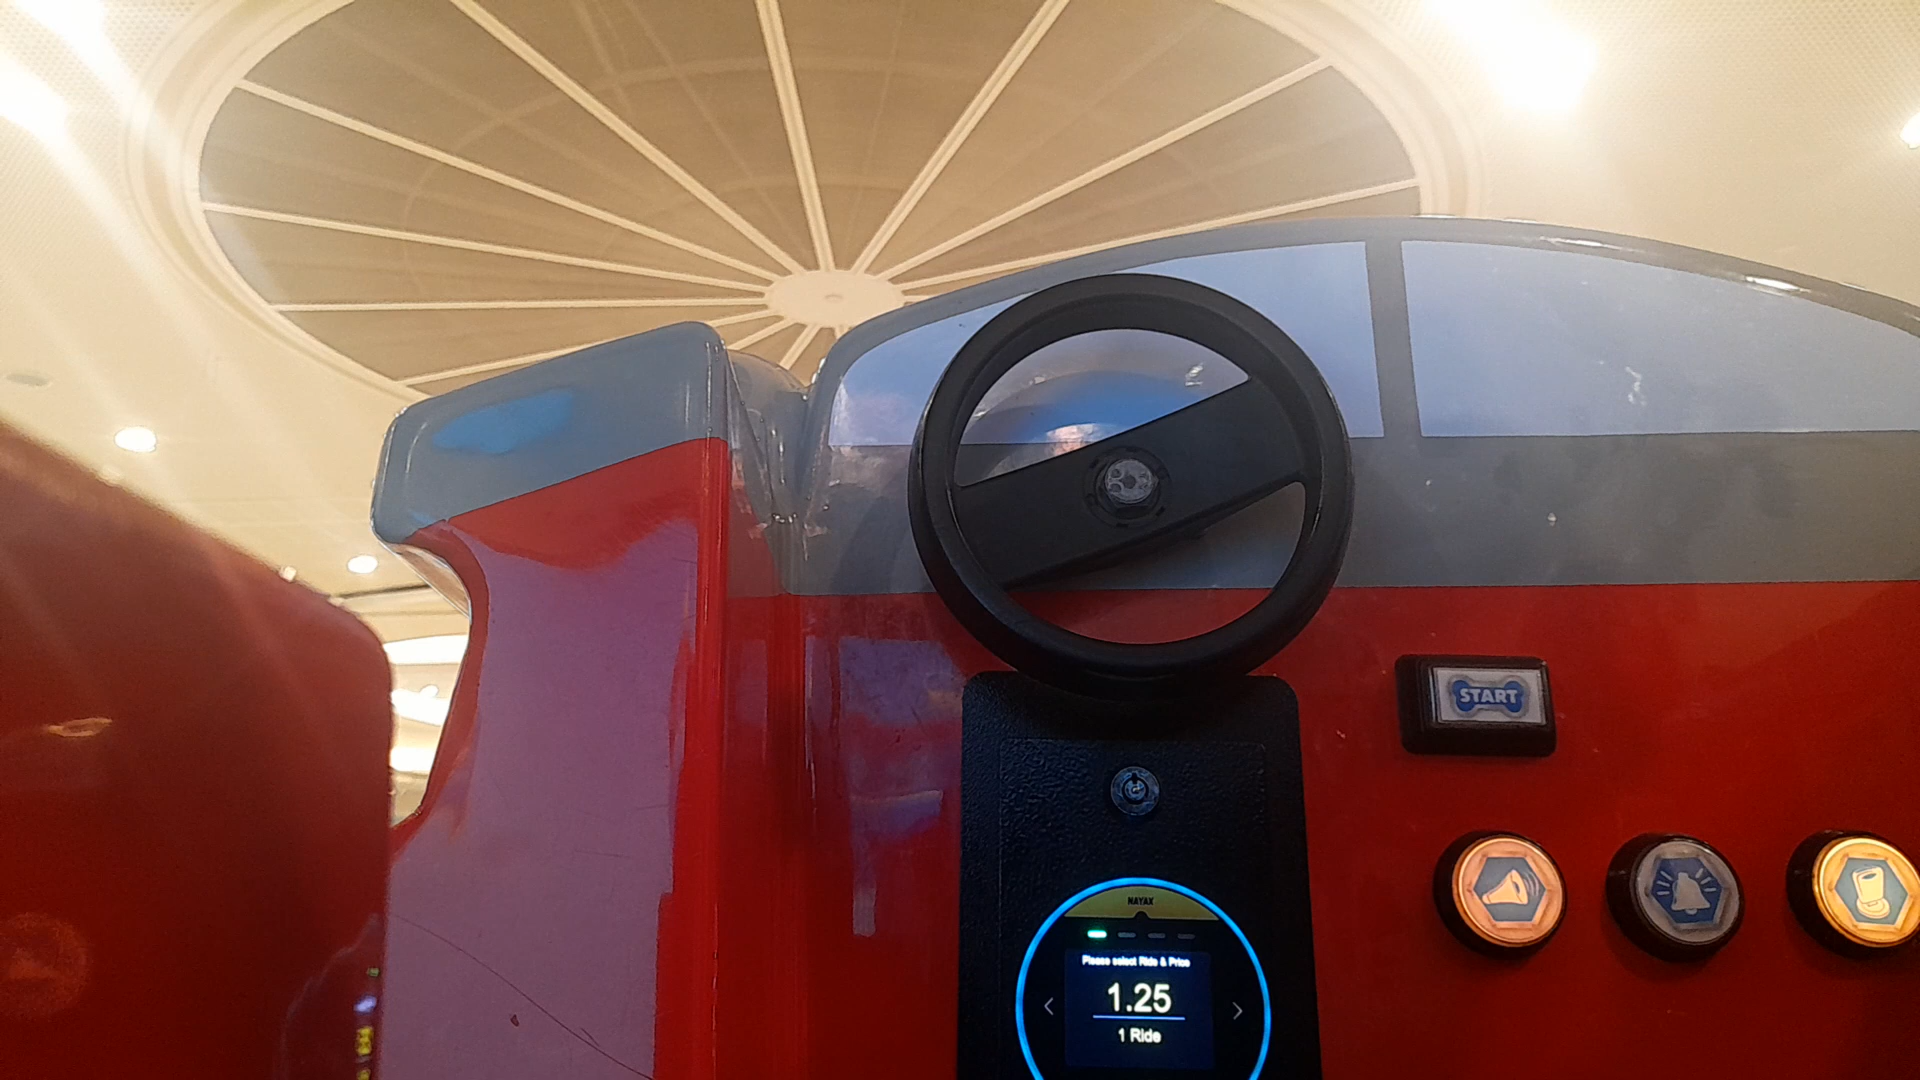 START
NAYAX
Please select Ride & Price
1.25
1 Ride